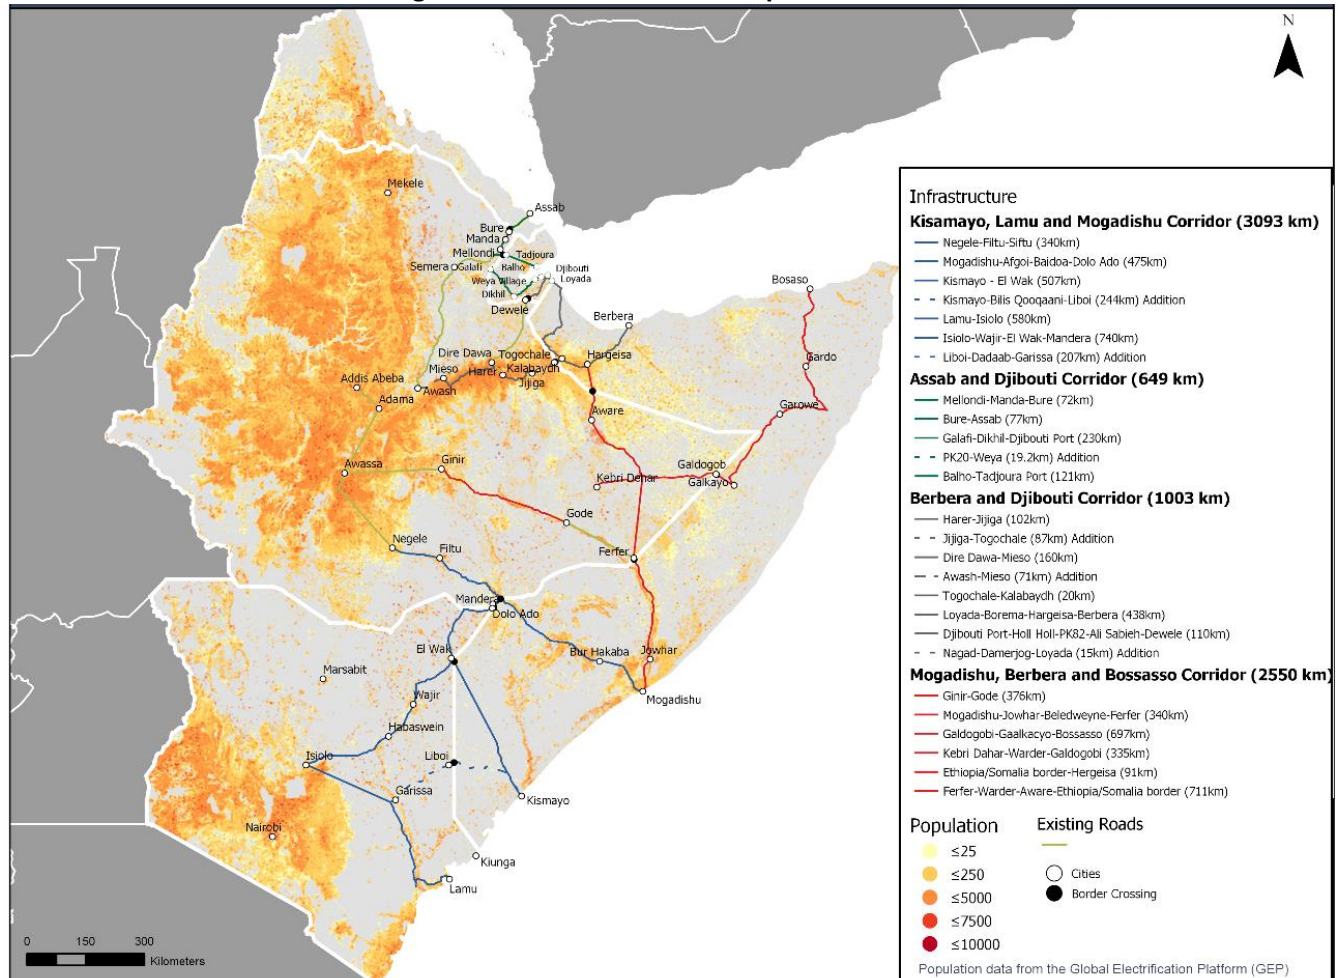 N
Mekele
Assab
Bure
Manda
Mellondi
Tadjoura
Semera
Galali
Balho
Djibouti
Weya Village
Loyada
Dikhil
Dewele
Bosaso
Berbera
Dire Dawa
Togochale
Hargeisa
Gardo
Mieso
Harer
Kalabaydh
Jijiga
Addis Abeba
Awash
Adama
Aware
Garowe
Awassa
Ginir
Kebri Dehar
Galdogob
Galkayo
Gode
Negele
Filtu
Ferfer
Mandera
Dolo Ado
El Wak
Bur Hakaba
Jowhar
Marsabit
Wajir
Mogadishu
Habaswein
Isiolo
Liboi
Garissa
Kismayo
Nairobi
Kiunga
Lamu
0 150 300
Kilometers
Infrastructure
Kisamayo, Lamu and Mogadishu Corridor (3093 km)
Negele-Filtu-Siftu (340km)
Mogadishu-Afgoi-Baidoa-Dolo Ado (475km)
Kismayo - El Wak (507km)
Kismayo-Bilis Qooqaani-Liboi (244km) Addition
Lamu-Isiolo (580km)
Isiolo-Wajir-El Wak-Mandera (740km)
Liboi-Dadaab-Garissa (207km) Addition
Assab and Djibouti Corridor (649 km)
Mellondi-Manda-Bure (72km)
Bure-Assab (77km)
Galafi-Dikhil-Djibouti Port (230km)
PK20-Weya (19.2km) Addition
Balho-Tadjoura Port (121km)
Berbera and Djibouti Corridor (1003 km)
Harer-Jijiga (102km)
Jijiga-Togochale (87km) Addition
Dire Dawa-Mieso (160km)
Awash-Mieso (71km) Addition
Togochale-Kalabaydh (20km)
Loyada-Borema-Hargeisa-Berbera (438km)
Djibouti Port-Holl Holl-PK82-Ali Sabieh-Dewele (110km)
Nagad-Damerjog-Loyada (15km) Addition
Mogadishu, Berbera and Bossasso Corridor (2550 km)
Ginir-Gode (376km)
Mogadishu-Jowhar-Beledweyne-Ferfer (340km)
Galdogobi-Gaalkacyo-Bossasso (697km)
Kebri Dahar-Warder-Galdogobi (335km)
Ethiopia/Somalia border-Hergeisa (91km)
Ferfer-Warder-Aware-Ethiopia/Somalia border (711km)
Population
≤25
≤250
≤5000
≤7500
≤10000
Existing Roads
Cities
Border Crossing
Population data from the Global Electrification Platform (GEP)